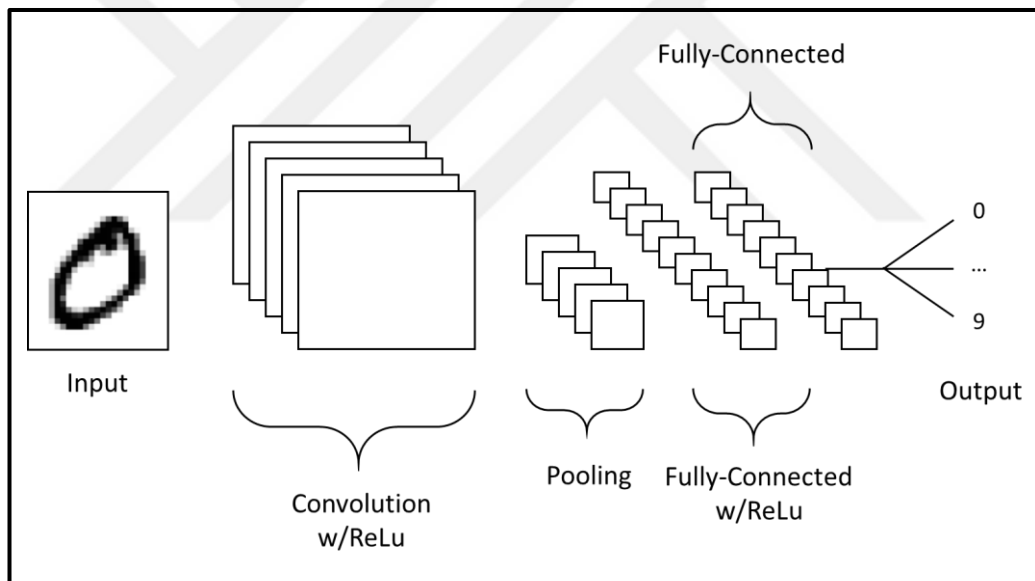 Fully-Connected
0
...
9
Input
Output
Pooling
Fully-Connected
w/ReLu
Convolution
w/ReLu